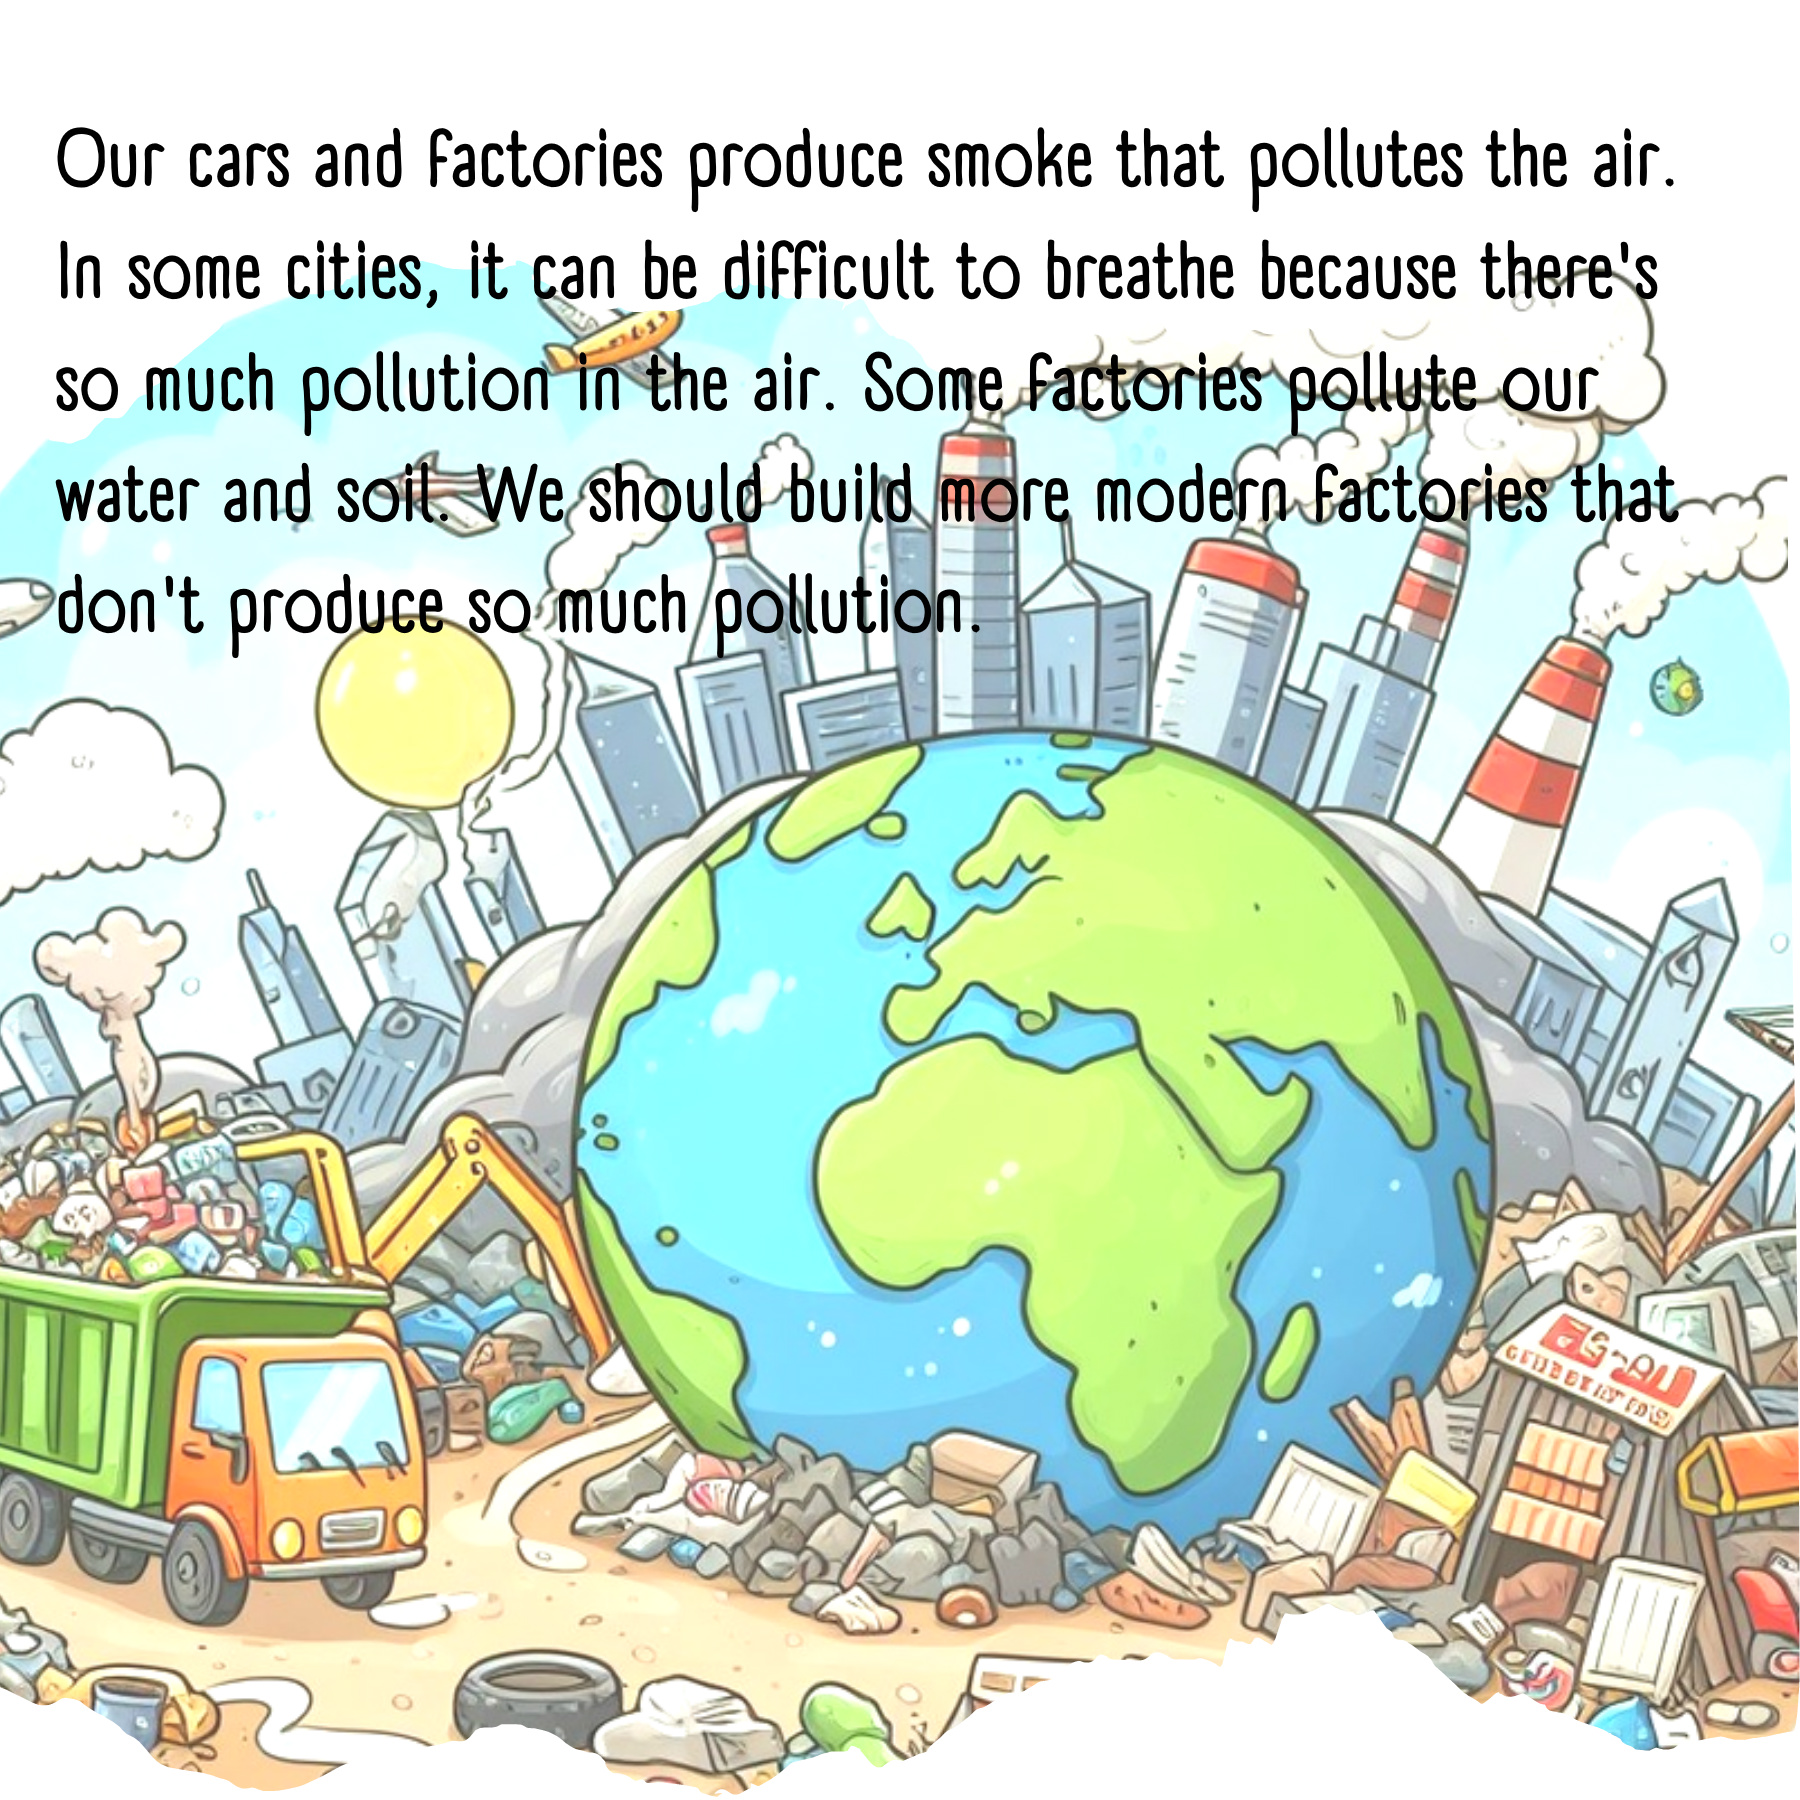 Our cars and factories produce smoke that pollutes the air.
In some cities, it can be difficult to breathe because there's
so much pollution in the air. Some factories pollute our
water and soil. We should build more modern factories that
don't produce so much pollution.